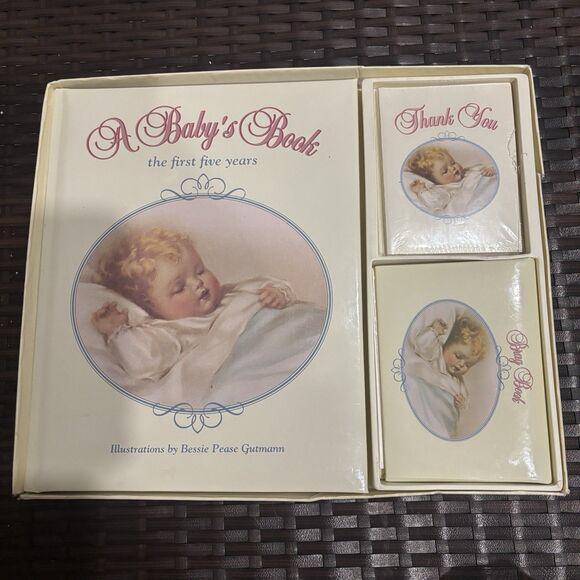 A Baby's Book
the first five years
Illustrations by Bessie Pease Gutmann
Thank You
Brag Book